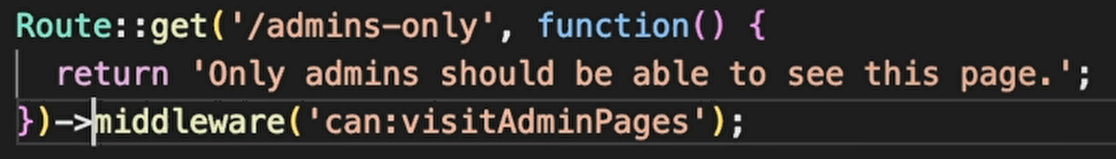 Route::get('/admins-only', function() {
  return 'Only admins should be able to see this page.';
})->middleware('can:visitAdminPages');